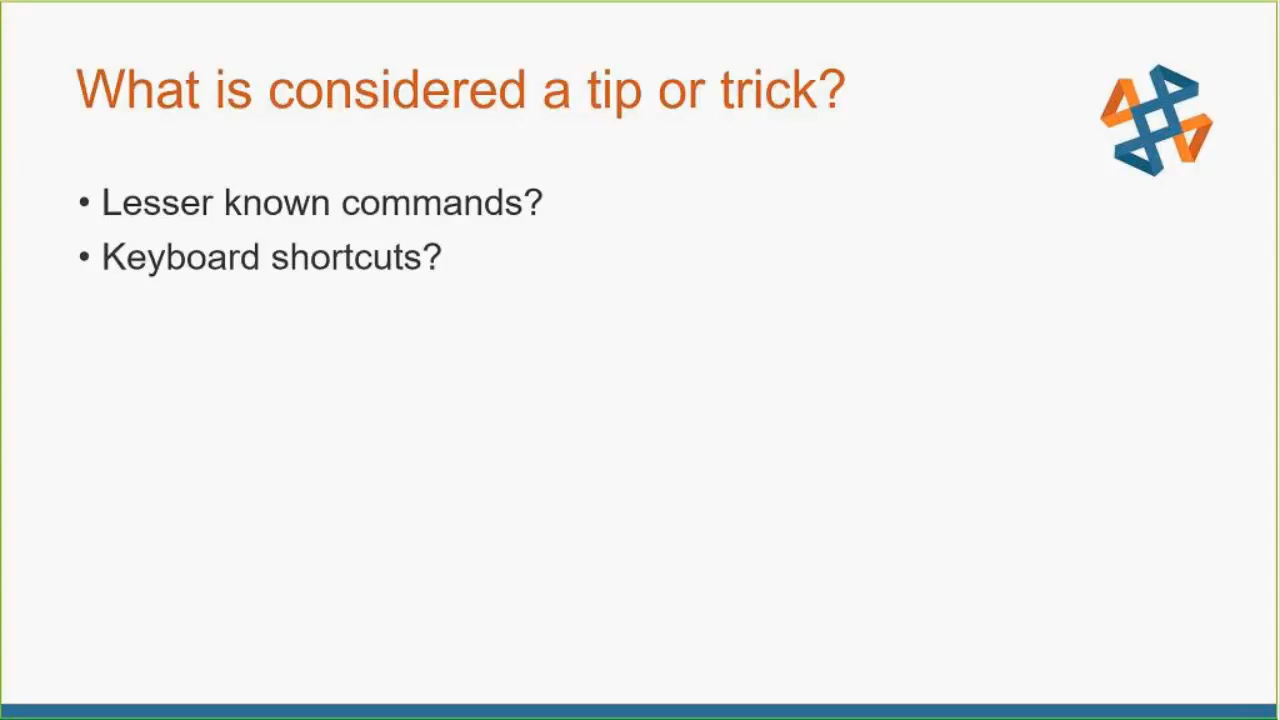 What is considered a tip or trick?
• Lesser known commands?
• Keyboard shortcuts?